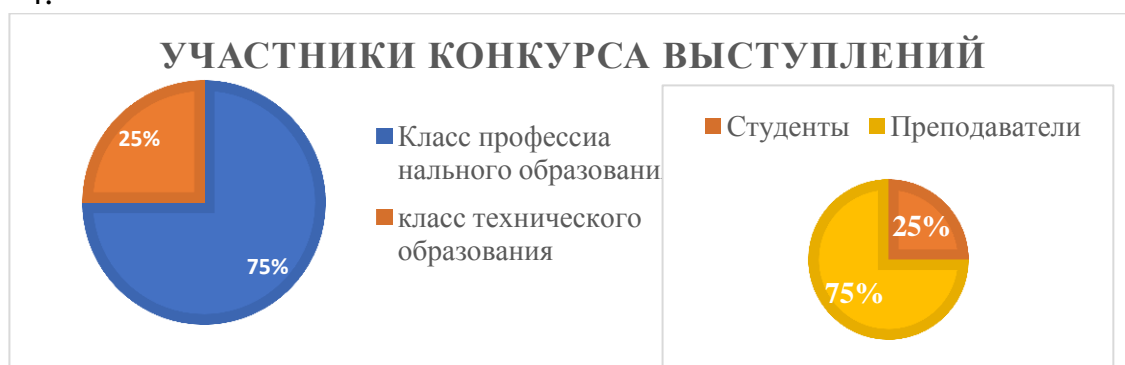 УЧАСТНИКИ КОНКУРСА ВЫСТУПЛЕНИЙ
25%
75%
Класс профессиа
нального образовани
класс технического
образования
Студенты Преподаватели
25%
75%